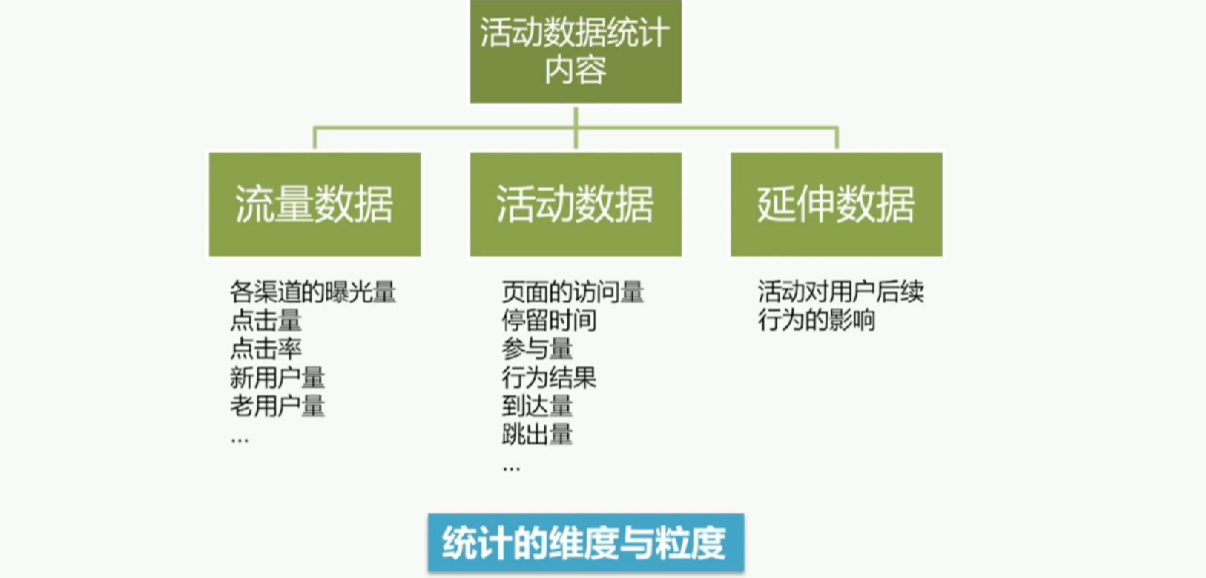 活动数据统计
内容
流量数据
活动数据
延伸数据
各渠道的曝光量
点击量
点击率
新用户量
老用户量
...
页面的访问量
停留时间
参与量
行为结果
到达量
跳出量
...
活动对用户后续
行为的影响
统计的维度与粒度